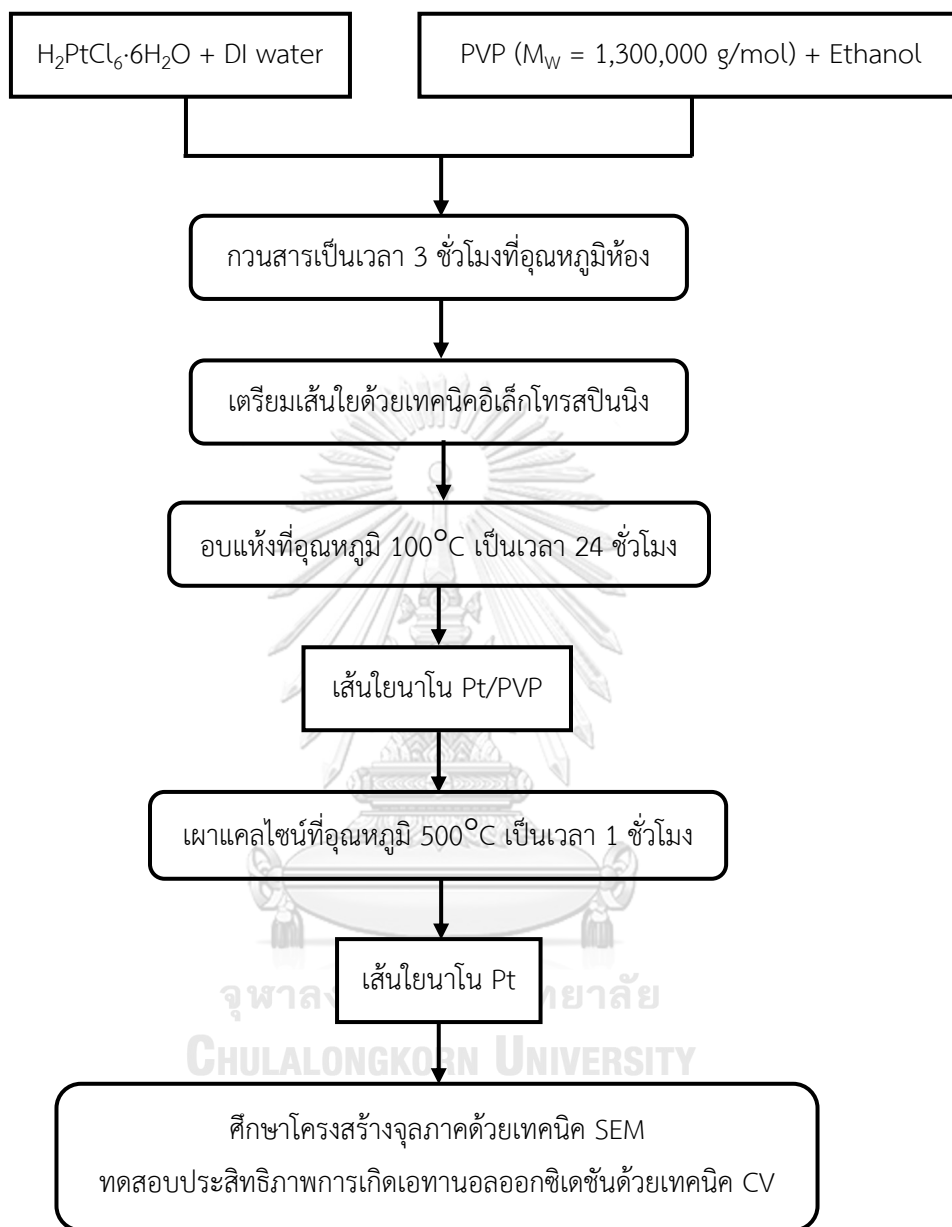 H₂PtCl₆·6H₂O + DI water
PVP (M_W = 1,300,000 g/mol) + Ethanol
กวนสารเป็นเวลา 3 ชั่วโมงที่อุณหภูมิห้อง
เตรียมเส้นใยด้วยเทคนิคอิเล็กโทรสปินนิง
อบแห้งที่อุณหภูมิ 100°C เป็นเวลา 24 ชั่วโมง
เส้นใยนาโน Pt/PVP
เผาแคลไซน์ที่อุณหภูมิ 500°C เป็นเวลา 1 ชั่วโมง
เส้นใยนาโน Pt
CHULALONGKORN UNIVERSITY
ศึกษาโครงสร้างจุลภาคด้วยเทคนิค SEM
ทดสอบประสิทธิภาพการเกิดเอทานอลออกซิเดชันด้วยเทคนิค CV